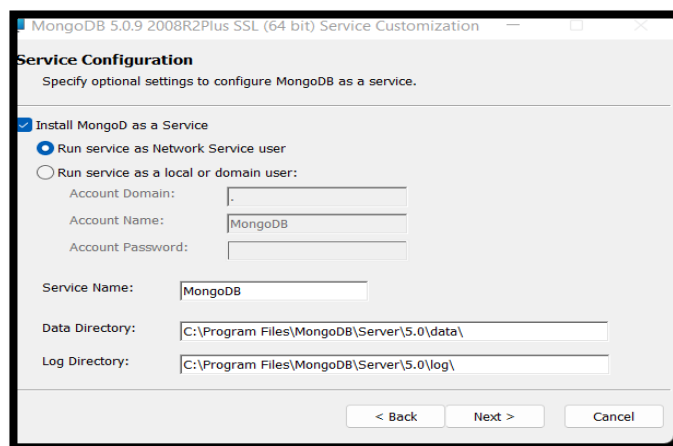 MongoDB 5.0.9 2008R2Plus SSL (64 bit) Service Customization
Service Configuration
Specify optional settings to configure MongoDB as a service.
Install MongoD as a Service
Run service as Network Service user
Run service as a local or domain user:
Account Domain: .
Account Name: MongoDB
Account Password:
Service Name: MongoDB
Data Directory: C:\Program Files\MongoDB\Server\5.0\data\
Log Directory: C:\Program Files\MongoDB\Server\5.0\log\
< Back Next > Cancel